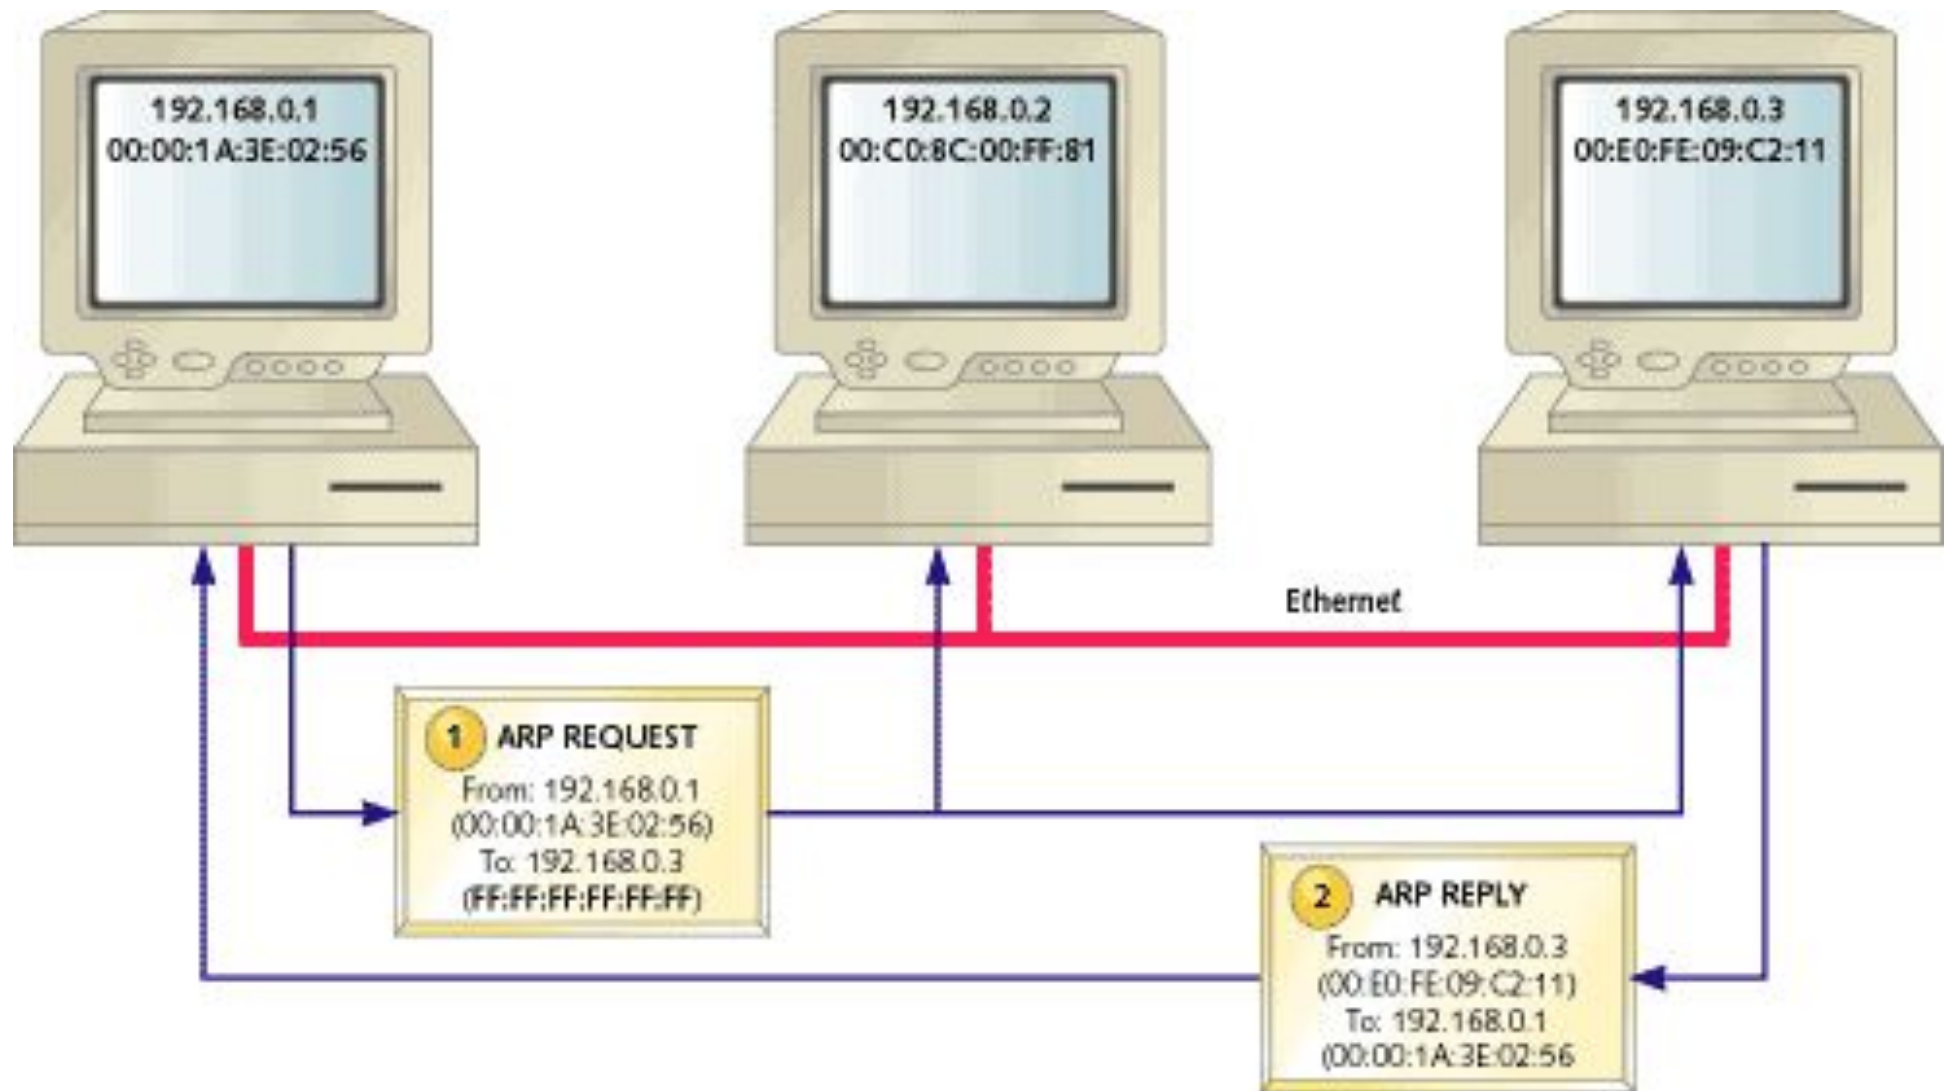 192.168.0.1
00:00:1A:3E:02:56
192.168.0.2
00:C0:8C:00:FF:81
192.168.0.3
00:E0:FE:09:C2:11
Ethernet
1 ARP REQUEST
From: 192.168.0.1
(00:00:1A:3E:02:56)
To: 192.168.0.3
(FF:FF:FF:FF:FF:FF)
2 ARP REPLY
From: 192.168.0.3
(00:E0:FE:09:C2:11)
To: 192.168.0.1
(00:00:1A:3E:02:56